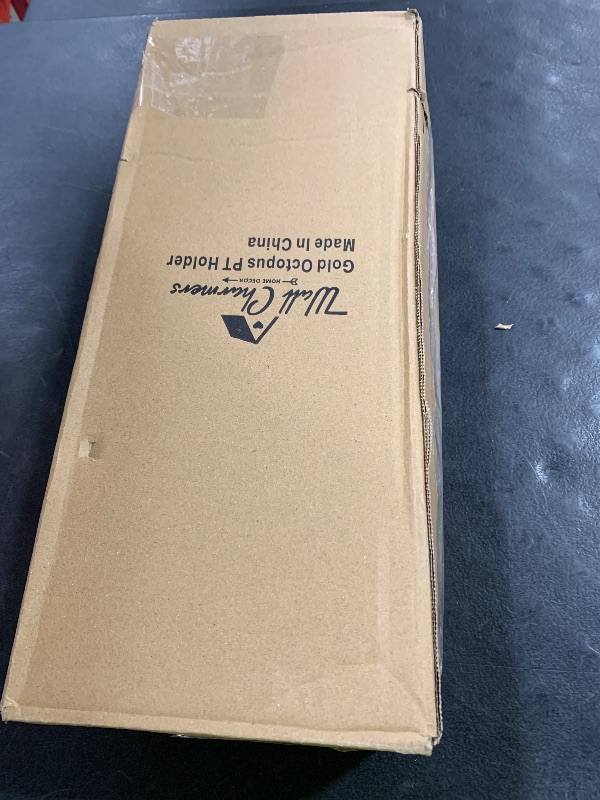 Wall Charmers
HOME DECOR
Gold Octopus PT Holder
Made In China